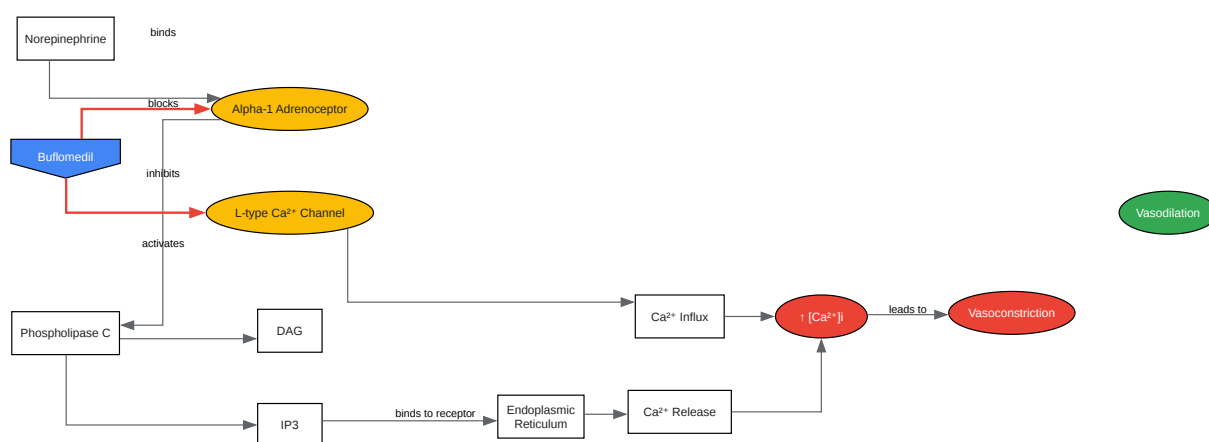 Norepinephrine
binds
blocks
Alpha-1 Adrenoceptor
Buflomedil
inhibits
L-type Ca²⁺ Channel
Vasodilation
activates
Phospholipase C
DAG
Ca²⁺ Influx
↑ [Ca²⁺]i
leads to
Vasoconstriction
IP3
binds to receptor
Endoplasmic
Reticulum
Ca²⁺ Release